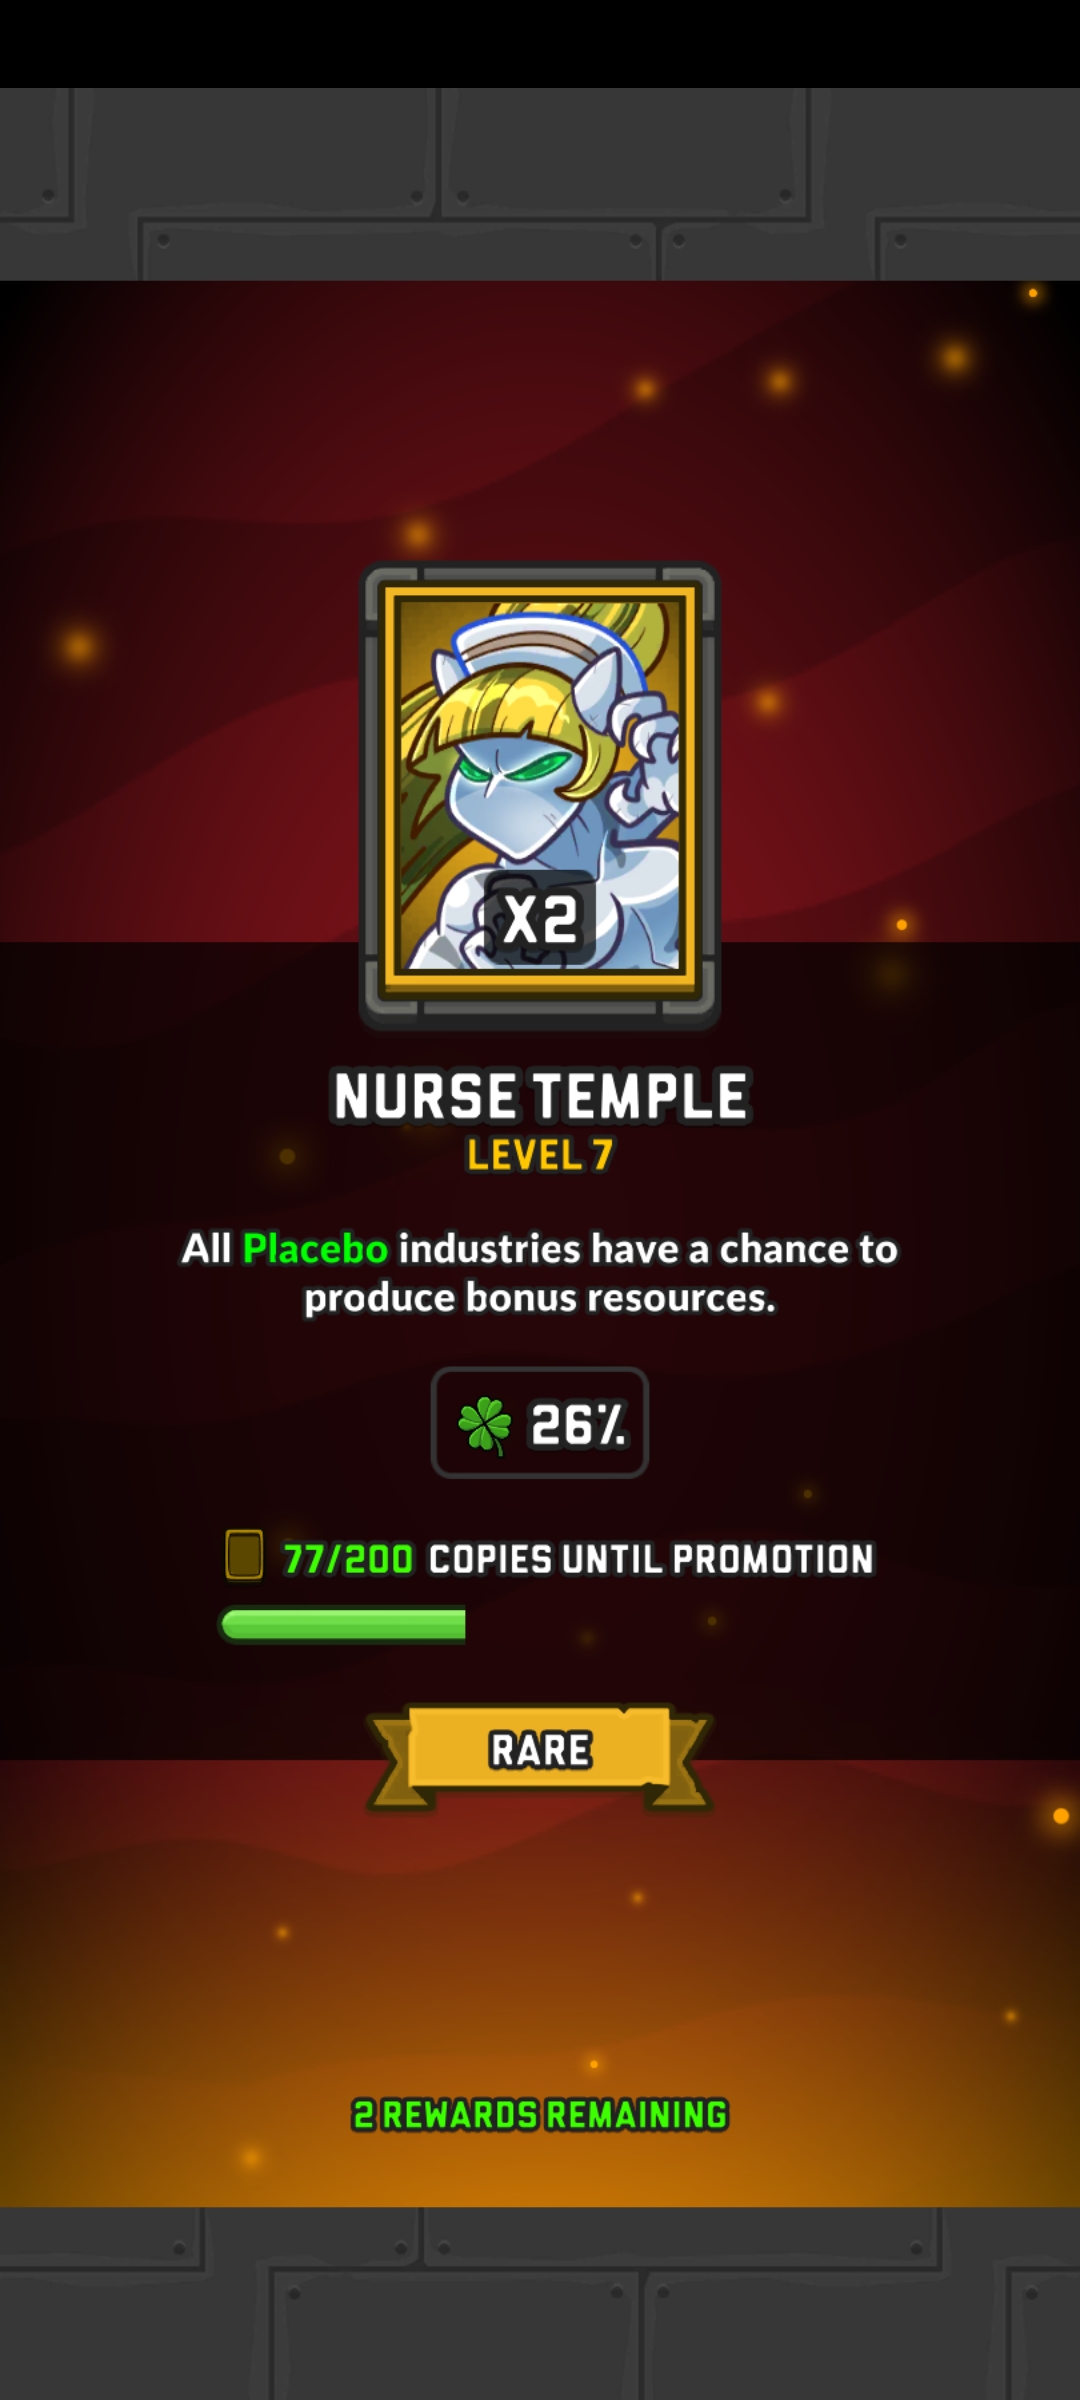 X2
NURSE TEMPLE
LEVEL 7
All Placebo industries have a chance to
produce bonus resources.
26%
77/200 COPIES UNTIL PROMOTION
RARE
2 REWARDS REMAINING